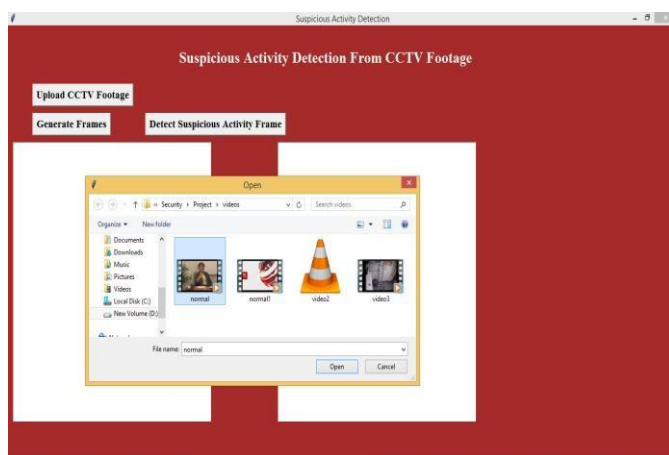 Suspicious Activity Detection
Suspicious Activity Detection From CCTV Footage
Upload CCTV Footage
Generate Frames
Detect Suspicious Activity Frame
Open
« Security › Project › videos
Search videos
Organize
New folder
Documents
Downloads
Music
Pictures
Videos
Local Disk (C:)
New Volume (D:)
normal
normal1
video2
video3
File name: normal
Open
Cancel